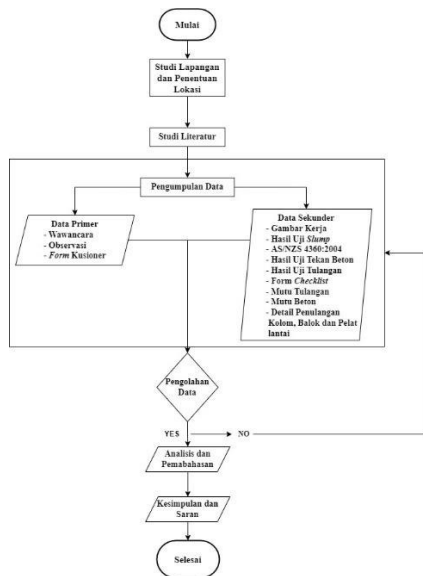 Mulai
Studi Lapangan
dan Penentuan
Lokasi
Studi Literatur
Pengumpulan Data
Data Primer
- Wawancara
- Observasi
- Form Kusioner
Data Sekunder
- Gambar Kerja
- Hasil Uji Slump
- AS/NZS 4360:2004
- Hasil Uji Tekan Beton
- Hasil Uji Tulangan
- Form Checklist
- Mutu Tulangan
- Mutu Beton
- Detail Penulangan
Kolom, Balok dan Pelat
lantai
Pengolahan
Data
YES
NO
Analisis dan
Pemabahasan
Kesimpulan dan
Saran
Selesai